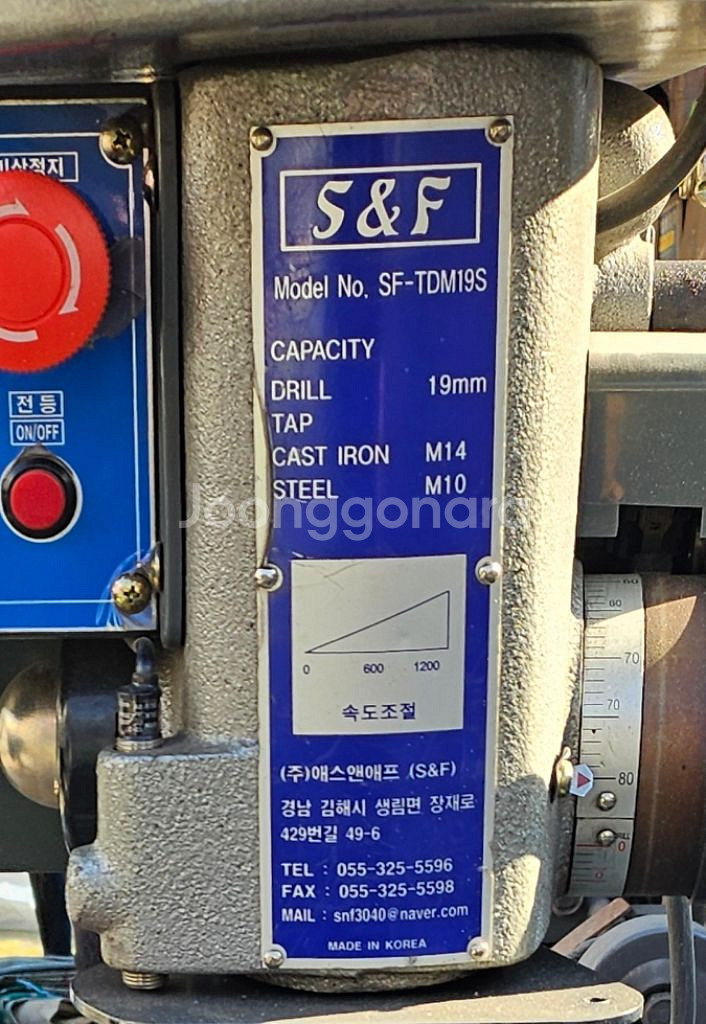 비상정지
전등
ON/OFF
S&F
Model No. SF-TDM19S
CAPACITY
DRILL 19mm
TAP
CAST IRON M14
STEEL M10
Joonggonara
0 600 1200
속도조절
(주)애스앤애프 (S&F)
경남 김해시 생림면 장재로
429번길 49-6
TEL : 055-325-5596
FAX : 055-325-5598
MAIL : snf3040@naver.com
MADE IN KOREA
60
60
70
70
80
0
0